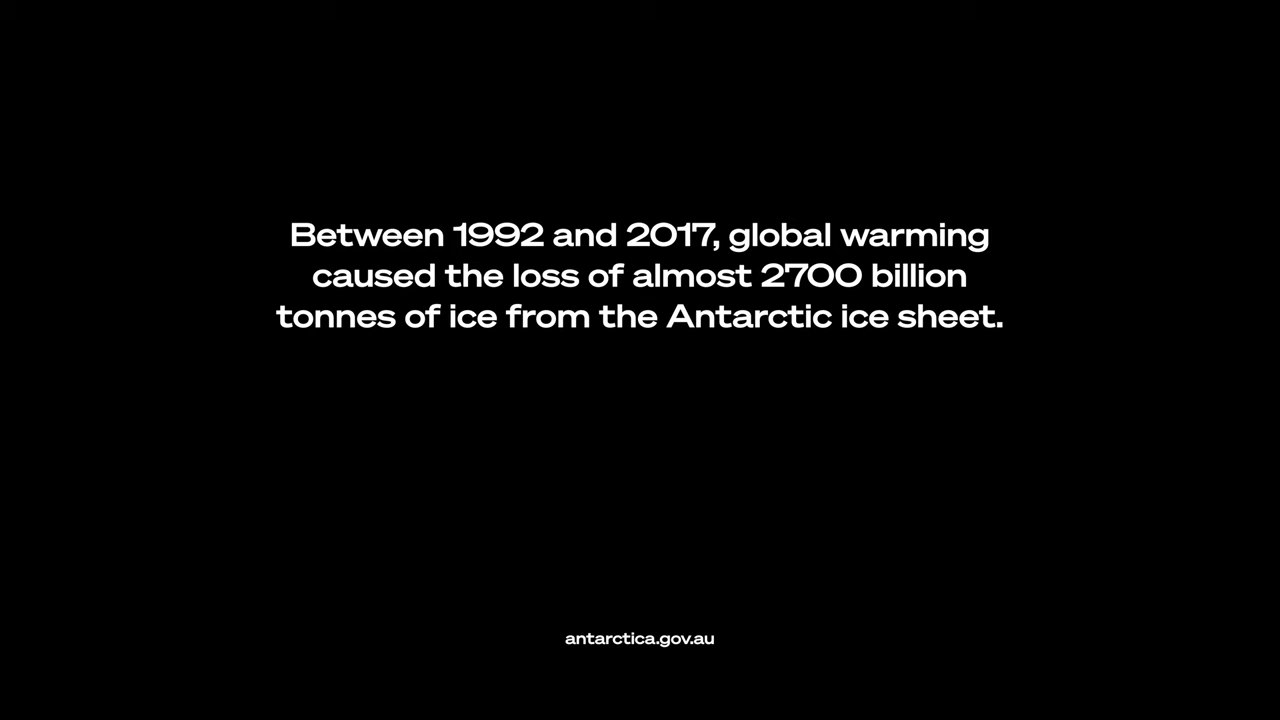 Between 1992 and 2017, global warming
caused the loss of almost 2700 billion
tonnes of ice from the Antarctic ice sheet.
antarctica.gov.au